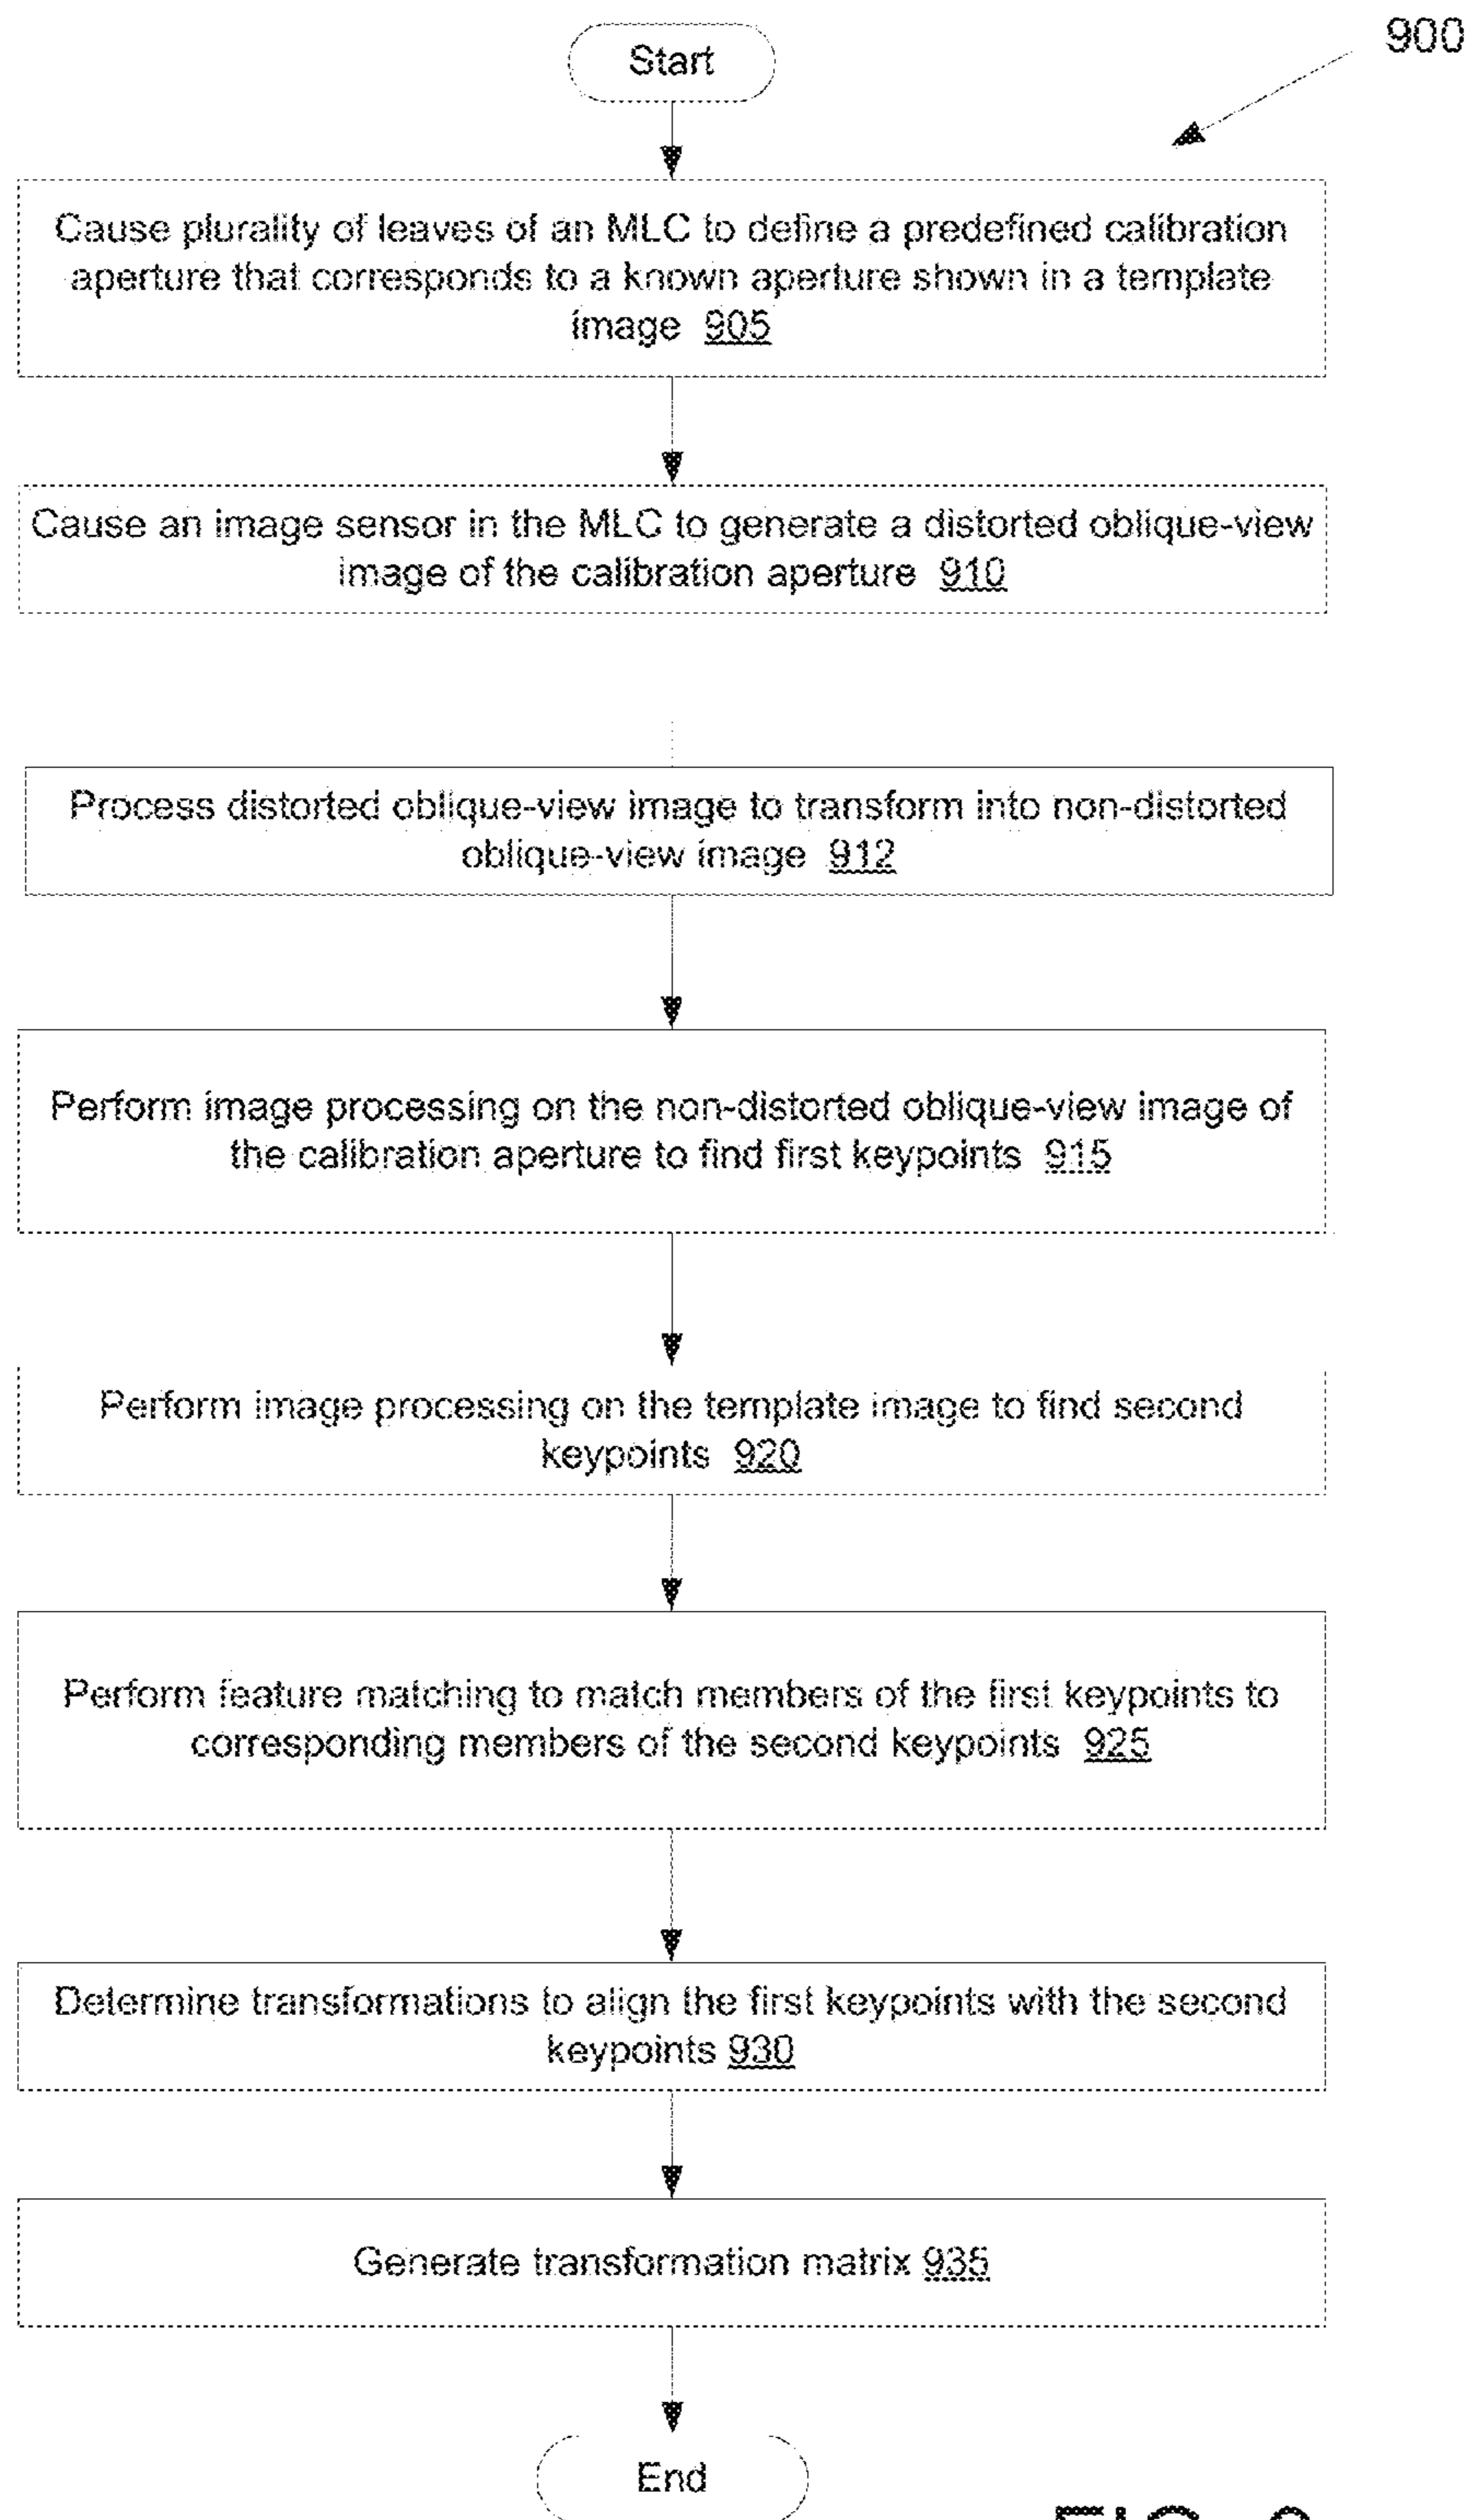 900
Start
Cause plurality of leaves of an MLC to define a predefined calibration
aperture that corresponds to a known aperture shown in a template
image 905
Cause an image sensor in the MLC to generate a distorted oblique-view
image of the calibration aperture 910
Process distorted oblique-view image to transform into non-distorted
oblique-view image 912
Perform image processing on the non-distorted oblique-view image of
the calibration aperture to find first keypoints 915
Perform image processing on the template image to find second
keypoints 920
Perform feature matching to match members of the first keypoints to
corresponding members of the second keypoints 925
Determine transformations to align the first keypoints with the second
keypoints 930
Generate transformation matrix 935
End